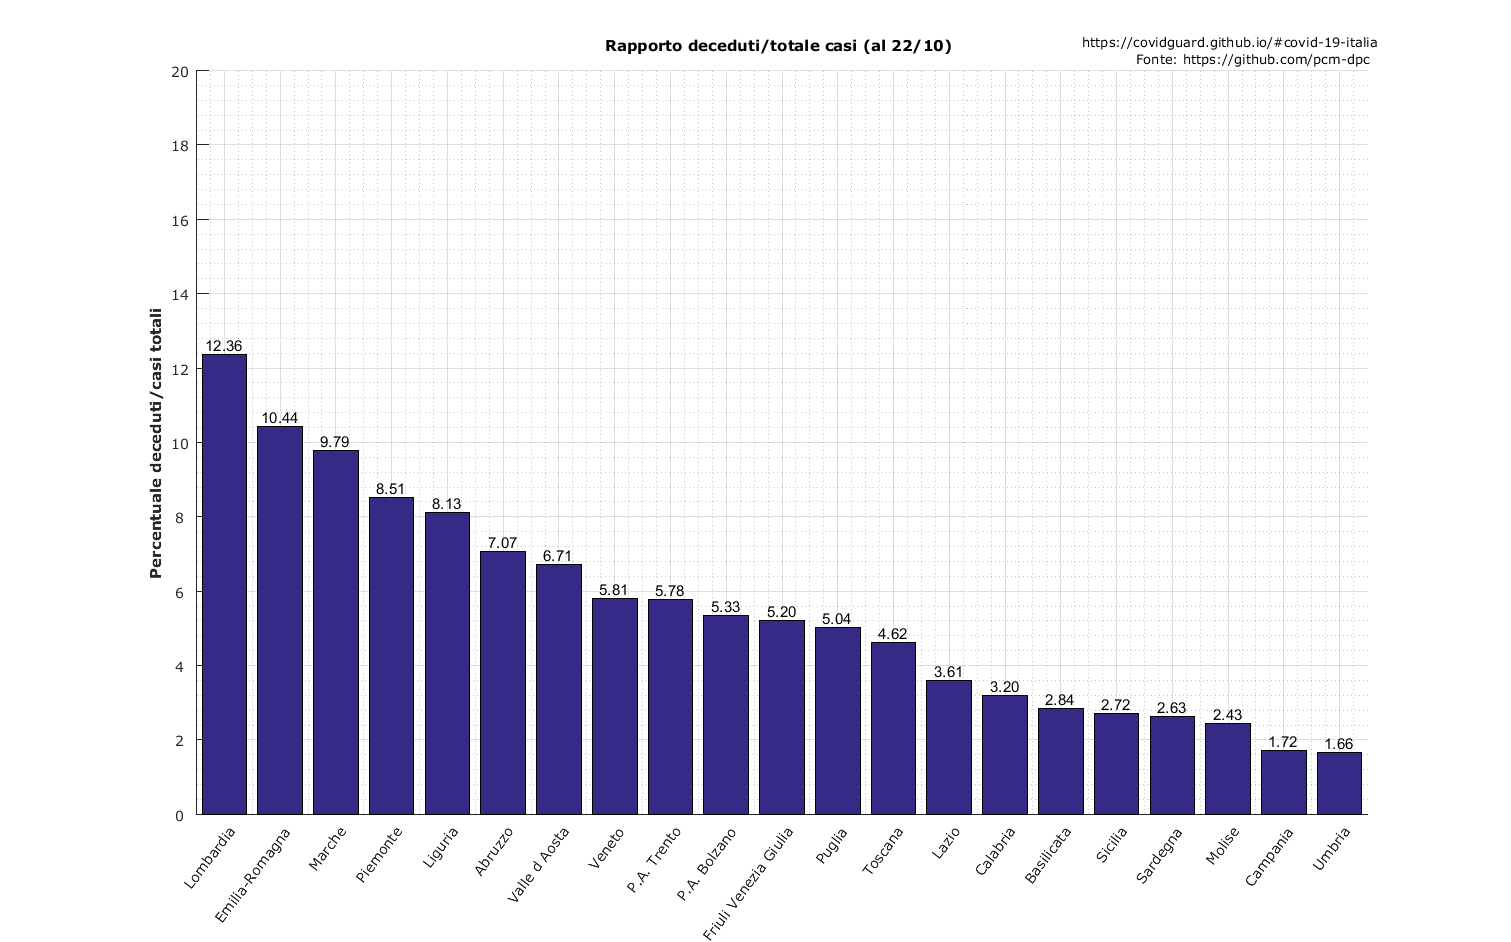 Rapporto deceduti/totale casi (al 22/10)
https://covidguard.github.io/#covid-19-italia
Fonte: https://github.com/pcm-dpc
Percentuale deceduti/casi totali
20
18
16
14
12
10
8
6
4
2
0
12.36
10.44
9.79
8.51
8.13
7.07
6.71
5.81
5.78
5.33
5.20
5.04
4.62
3.61
3.20
2.84
2.72
2.63
2.43
1.72
1.66
Lombardia
Emilia-Romagna
Marche
Piemonte
Liguria
Abruzzo
Valle d Aosta
Veneto
P.A. Trento
P.A. Bolzano
Friuli Venezia Giulia
Puglia
Toscana
Lazio
Calabria
Basilicata
Sicilia
Sardegna
Molise
Campania
Umbria